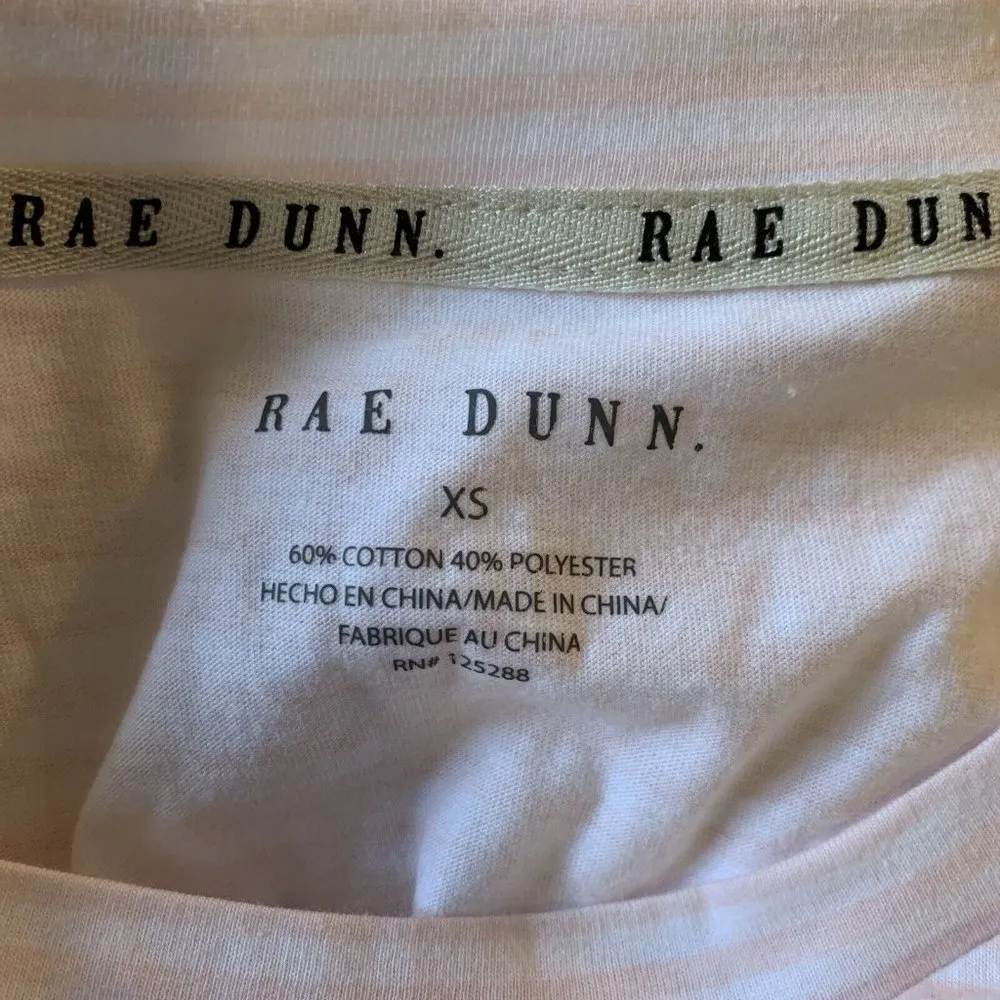 RAE DUNN. RAE DUN
RAE DUNN.
XS
60% COTTON 40% POLYESTER
HECHO EN CHINA/MADE IN CHINA/
FABRIQUE AU CHINA
RN# 125288